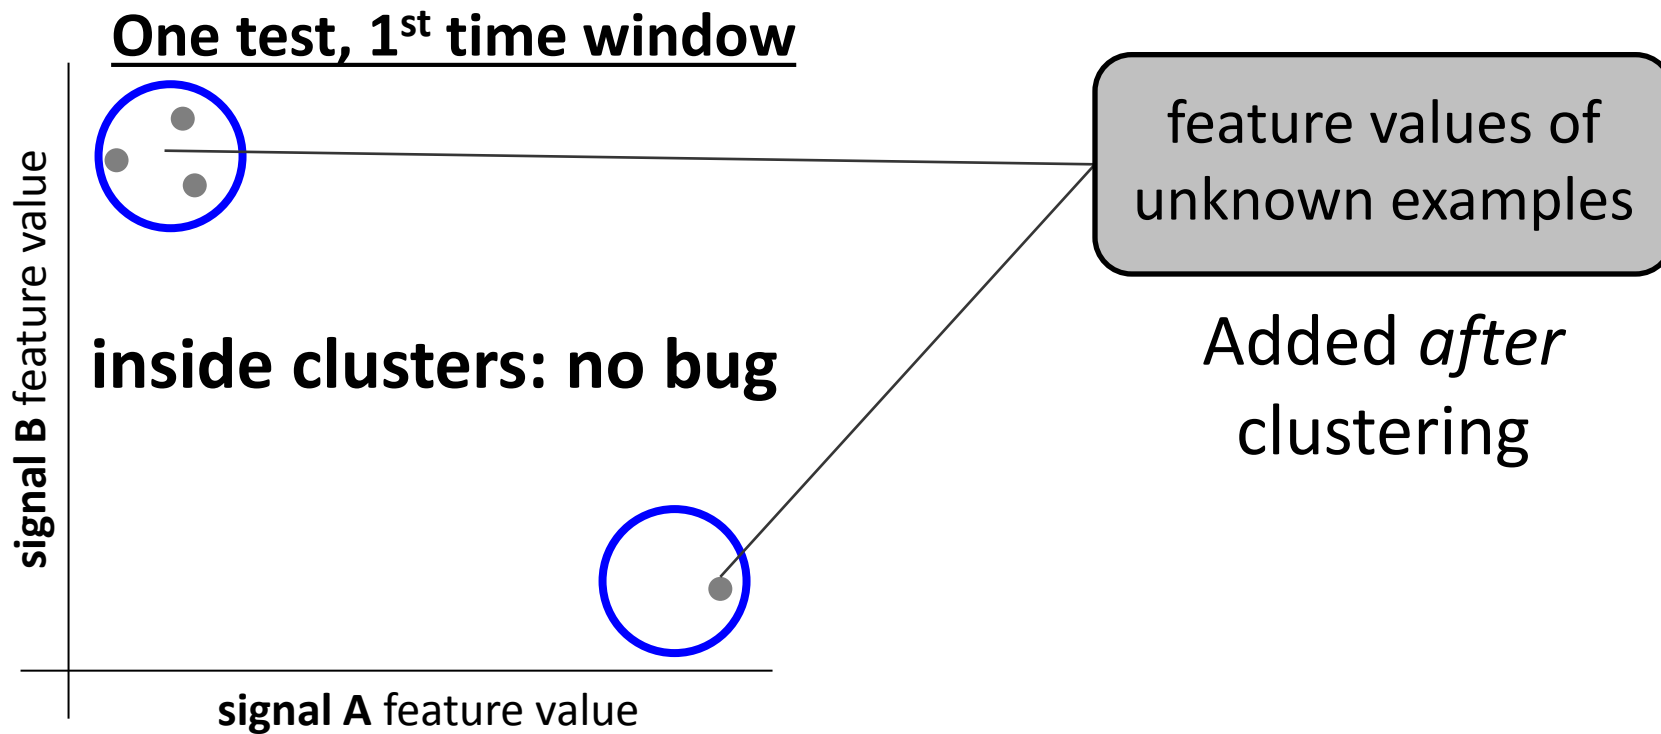 One test, 1st time window
signal B feature value
inside clusters: no bug
signal A feature value
feature values of
unknown examples
Added after
clustering